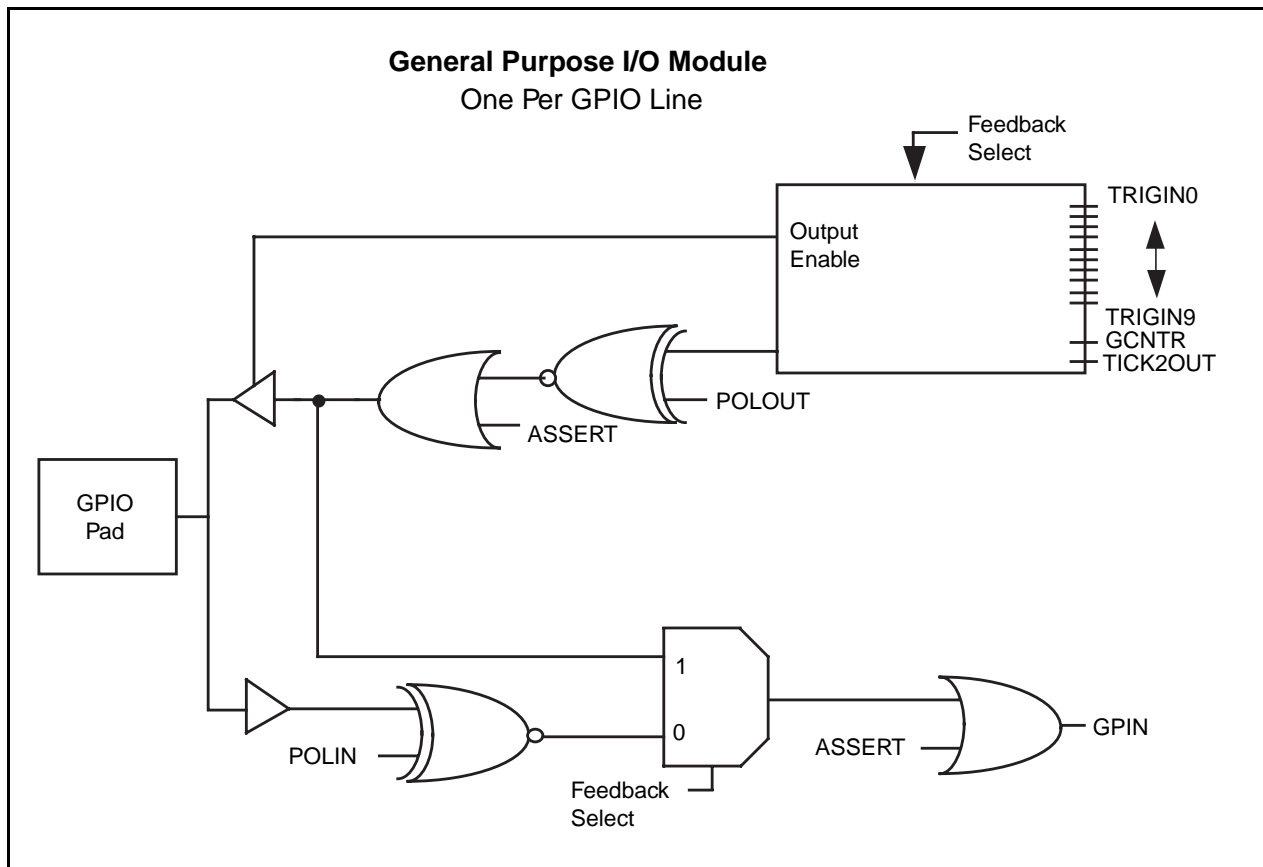 General Purpose I/O Module
One Per GPIO Line
Feedback
Select
TRIGIN0
Output
Enable
TRIGIN9
GCNTR
TICK2OUT
POLOUT
ASSERT
GPIO
Pad
1
0
POLIN
ASSERT
GPIN
Feedback
Select